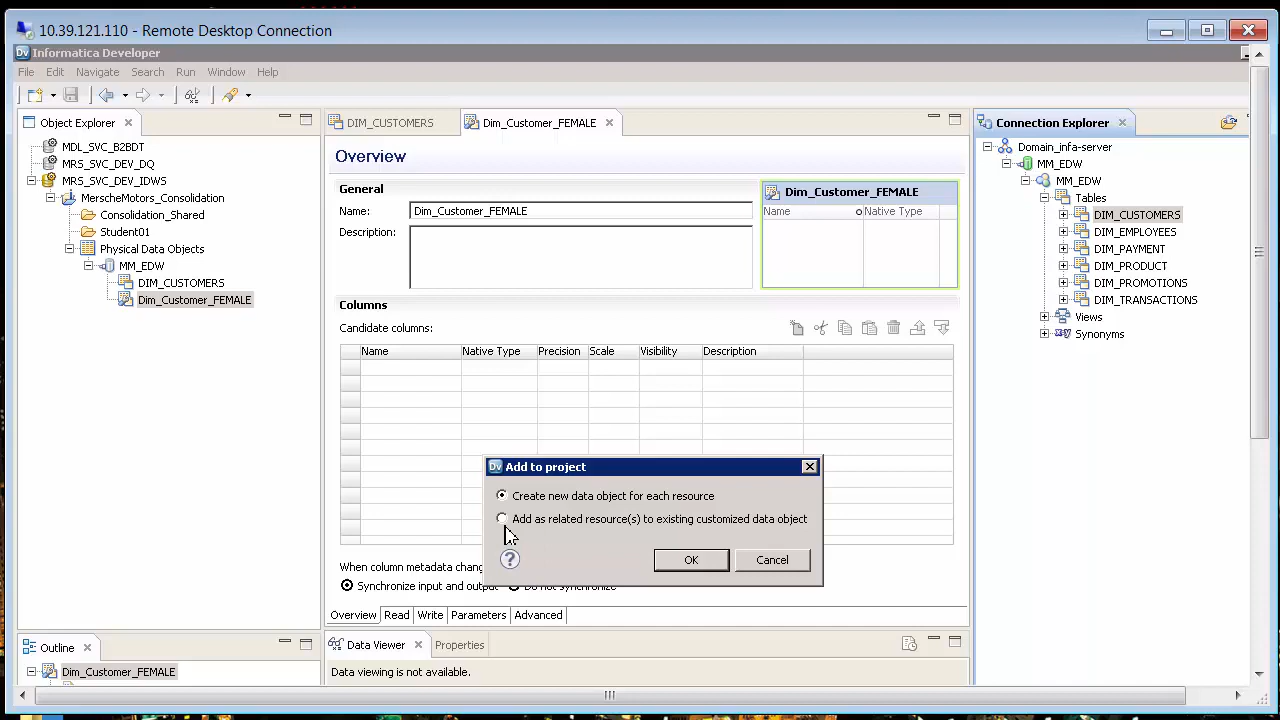 10.39.121.110 - Remote Desktop Connection
Dv Informatica Developer
File Edit Navigate Search Run Window Help
Object Explorer
MDL_SVC_B2BDT
MRS_SVC_DEV_DQ
MRS_SVC_DEV_IDWS
MerscheMotors_Consolidation
Consolidation_Shared
Student01
Physical Data Objects
MM_EDW
DIM_CUSTOMERS
Dim_Customer_FEMALE
Outline
Dim_Customer_FEMALE
DIM_CUSTOMERS Dim_Customer_FEMALE
Overview
General
Name: Dim_Customer_FEMALE
Description:
Dim_Customer_FEMALE
Name Native Type
Columns
Candidate columns:
Name Native Type Precision Scale Visibility Description
Dv Add to project
Create new data object for each resource
Add as related resource(s) to existing customized data object
? OK Cancel
When column metadata chang
Synchronize input and output Do not synchronize
Overview Read Write Parameters Advanced
Data Viewer Properties
Data viewing is not available.
Connection Explorer
Domain_infa-server
MM_EDW
MM_EDW
Tables
DIM_CUSTOMERS
DIM_EMPLOYEES
DIM_PAYMENT
DIM_PRODUCT
DIM_PROMOTIONS
DIM_TRANSACTIONS
Views
Synonyms